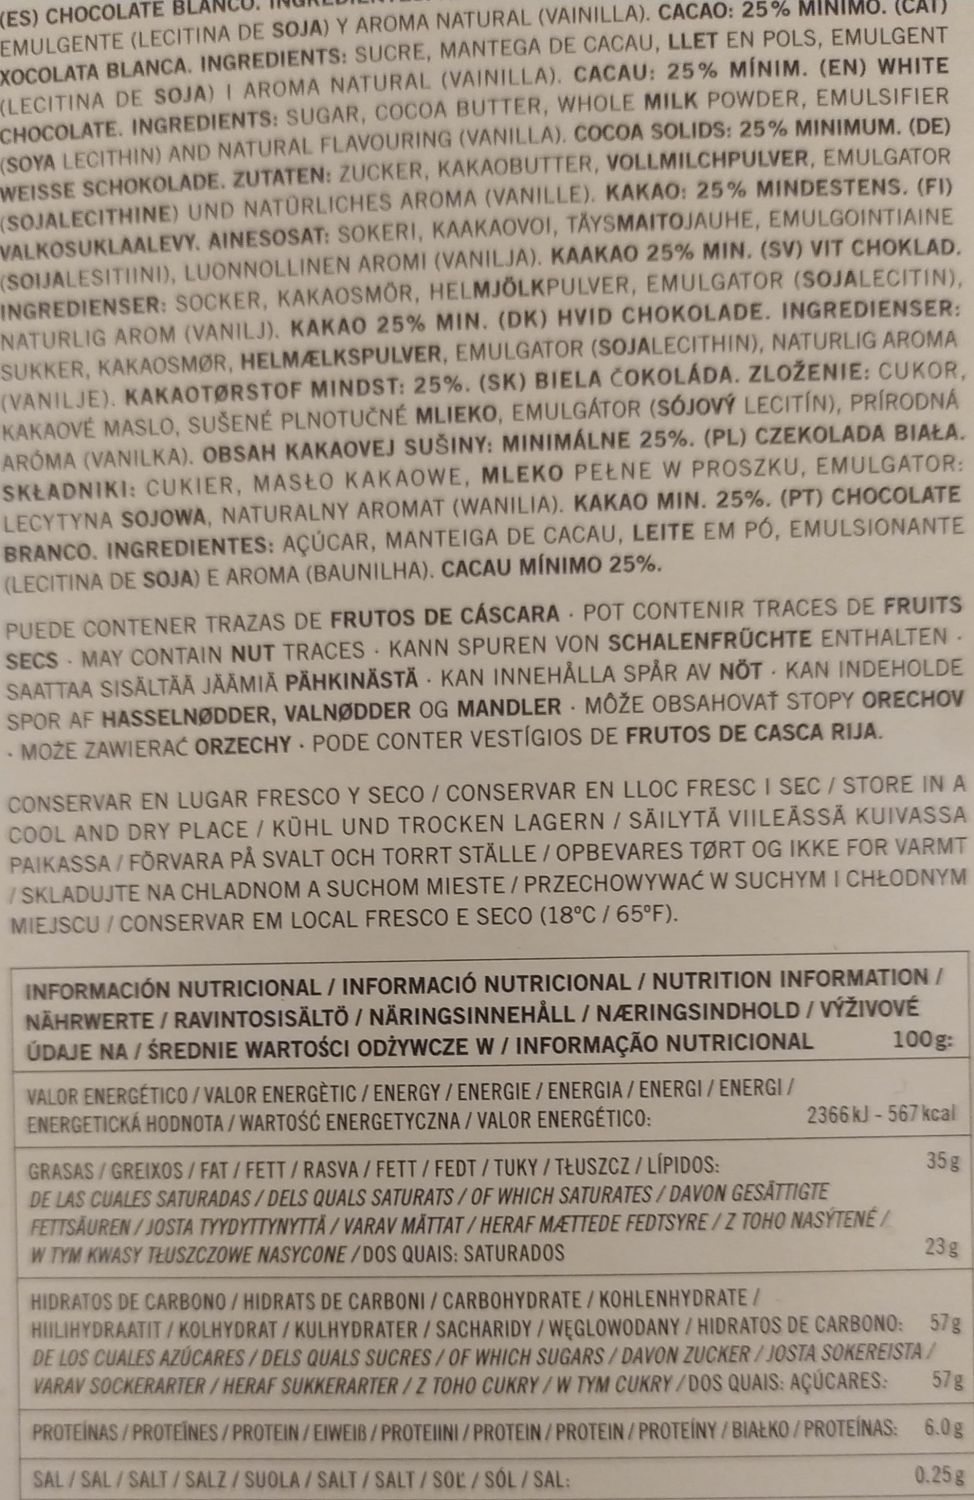 (ES) CHOCOLATE BLANCO.
EMULGENTE (LECITINA DE SOJA) Y AROMA NATURAL (VAINILLA). CACAO: 25% MÍNIMO. (CAT)
XOCOLATA BLANCA. INGREDIENTS: SUCRE, MANTEGA DE CACAU, LLET EN POLS, EMULGENT
(LECITINA DE SOJA) I AROMA NATURAL (VAINILLA). CACAU: 25% MÍNIM. (EN) WHITE
CHOCOLATE. INGREDIENTS: SUGAR, COCOA BUTTER, WHOLE MILK POWDER, EMULSIFIER
(SOYA LECITHIN) AND NATURAL FLAVOURING (VANILLA). COCOA SOLIDS: 25% MINIMUM. (DE)
WEISSE SCHOKOLADE. ZUTATEN: ZUCKER, KAKAOBUTTER, VOLLMILCHPULVER, EMULGATOR
(SOJALECITHINE) UND NATÜRLICHES AROMA (VANILLE). KAKAO: 25% MINDESTENS. (FI)
VALKOSUKLAALEVY. AINESOSAT: SOKERI, KAAKAOVOI, TÄYSMAITOJAUHE, EMULGOINTIAINE
(SOIJALESITIINI), LUONNOLLINEN AROMI (VANILJA). KAAKAO 25% MIN. (SV) VIT CHOKLAD.
INGREDIENSER: SOCKER, KAKAOSMÖR, HELMJÖLKPULVER, EMULGATOR (SOJALECITIN),
NATURLIG AROM (VANILJ). KAKAO 25% MIN. (DK) HVID CHOKOLADE. INGREDIENSER:
SUKKER, KAKAOSMØR, HELMÆLKSPULVER, EMULGATOR (SOJALECITHIN), NATURLIG AROMA
(VANILJE). KAKAOTØRSTOF MINDST: 25%. (SK) BIELA ČOKOLÁDA. ZLOŽENIE: CUKOR,
KAKAOVÉ MASLO, SUŠENÉ PLNOTUČNÉ MLIEKO, EMULGÁTOR (SÓJOVÝ LECITÍN), PRÍRODNÁ
ARÓMA (VANILKA). OBSAH KAKAOVEJ SUŠINY: MINIMÁLNE 25%. (PL) CZEKOLADA BIAŁA.
SKŁADNIKI: CUKIER, MASŁO KAKAOWE, MLEKO PEŁNE W PROSZKU, EMULGATOR:
LECYTYNA SOJOWA, NATURALNY AROMAT (WANILIA). KAKAO MIN. 25%. (PT) CHOCOLATE
BRANCO. INGREDIENTES: AÇÚCAR, MANTEIGA DE CACAU, LEITE EM PÓ, EMULSIONANTE
(LECITINA DE SOJA) E AROMA (BAUNILHA). CACAU MÍNIMO 25%.
PUEDE CONTENER TRAZAS DE FRUTOS DE CÁSCARA · POT CONTENIR TRACES DE FRUITS
SECS · MAY CONTAIN NUT TRACES · KANN SPUREN VON SCHALENFRÜCHTE ENTHALTEN ·
SAATTAA SISÄLTÄÄ JÄÄMIÄ PÄHKINÄSTÄ · KAN INNEHÅLLA SPÅR AV NÖT · KAN INDEHOLDE
SPOR AF HASSELNØDDER, VALNØDDER OG MANDLER · MÔŽE OBSAHOVAŤ STOPY ORECHOV
· MOŻE ZAWIERAĆ ORZECHY · PODE CONTER VESTÍGIOS DE FRUTOS DE CASCA RIJA.
CONSERVAR EN LUGAR FRESCO Y SECO / CONSERVAR EN LLOC FRESC I SEC / STORE IN A
COOL AND DRY PLACE / KÜHL UND TROCKEN LAGERN / SÄILYTÄ VIILEÄSSÄ KUIVASSA
PAIKASSA / FÖRVARA PÅ SVALT OCH TORRT STÄLLE / OPBEVARES TØRT OG IKKE FOR VARMT
/ SKLADUJTE NA CHLADNOM A SUCHOM MIESTE / PRZECHOWYWAĆ W SUCHYM I CHŁODNYM
MIEJSCU / CONSERVAR EM LOCAL FRESCO E SECO (18ºC / 65ºF).
INFORMACIÓN NUTRICIONAL / INFORMACIÓ NUTRICIONAL / NUTRITION INFORMATION /
NÄHRWERTE / RAVINTOSISÄLTÖ / NÄRINGSINNEHÅLL / NÆRINGSINDHOLD / VÝŽIVOVÉ
ÚDAJE NA / ŚREDNIE WARTOŚCI ODŻYWCZE W / INFORMAÇÃO NUTRICIONAL 100g:
VALOR ENERGÉTICO / VALOR ENERGÈTIC / ENERGY / ENERGIE / ENERGIA / ENERGI / ENERGI /
ENERGETICKÁ HODNOTA / WARTOŚĆ ENERGETYCZNA / VALOR ENERGÉTICO: 2366 kJ - 567 kcal
GRASAS / GREIXOS / FAT / FETT / RASVA / FETT / FEDT / TUKY / TŁUSZCZ / LÍPIDOS: 35g
DE LAS CUALES SATURADAS / DELS QUALS SATURATS / OF WHICH SATURATES / DAVON GESÄTTIGTE
FETTSÄUREN / JOSTA TYYDYTTYNYTTÄ / VARAV MÄTTAT / HERAF MÆTTEDE FEDTSYRE / Z TOHO NASÝTENÉ /
W TYM KWASY TŁUSZCZOWE NASYCONE / DOS QUAIS: SATURADOS 23g
HIDRATOS DE CARBONO / HIDRATS DE CARBONI / CARBOHYDRATE / KOHLENHYDRATE /
HIILIHYDRAATIT / KOLHYDRAT / KULHYDRATER / SACHARIDY / WĘGLOWODANY / HIDRATOS DE CARBONO: 57g
DE LOS CUALES AZÚCARES / DELS QUALS SUCRES / OF WHICH SUGARS / DAVON ZUCKER / JOSTA SOKEREISTA /
VARAV SOCKERARTER / HERAF SUKKERARTER / Z TOHO CUKRY / W TYM CUKRY / DOS QUAIS: AÇÚCARES: 57g
PROTEÍNAS / PROTEÏNES / PROTEIN / EIWEIß / PROTEIINI / PROTEIN / PROTEIN / PROTEÍNY / BIAŁKO / PROTEÍNAS: 6.0g
SAL / SAL / SALT / SALZ / SUOLA / SALT / SALT / SOĽ / SÓL / SAL: 0.25g